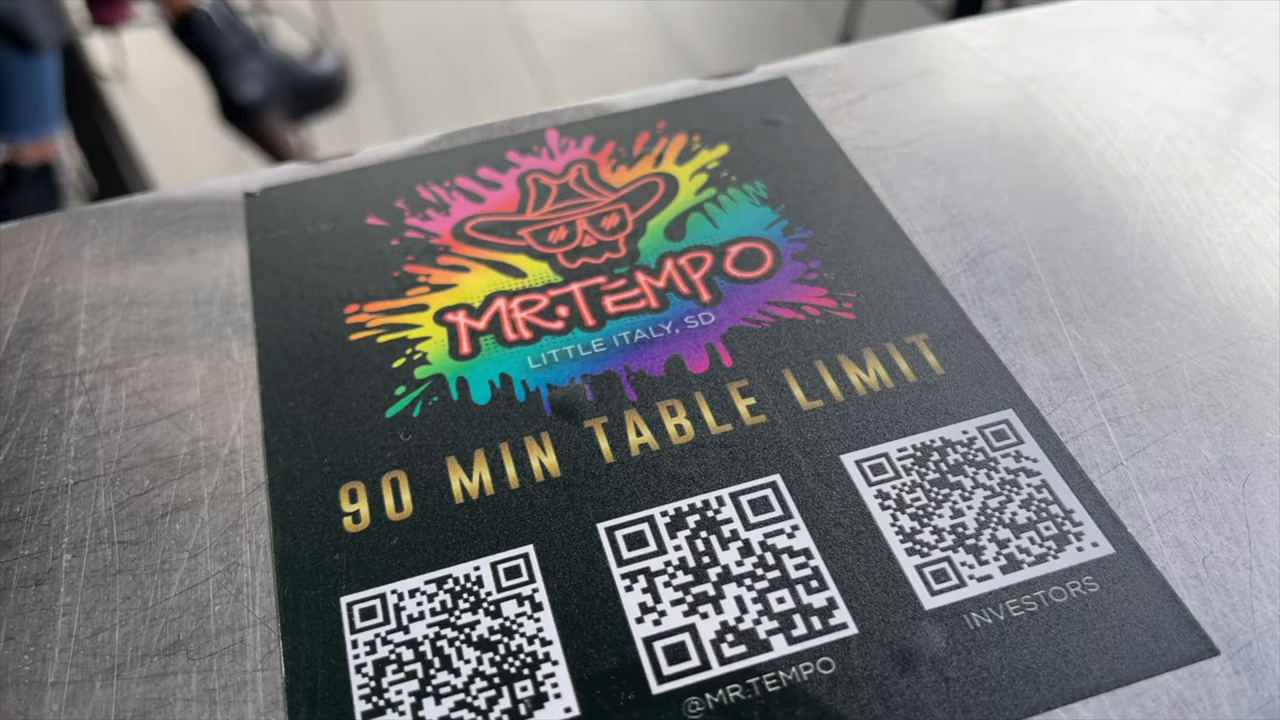 MR.TEMPO
LITTLE ITALY, SD
90 MIN TABLE LIMIT
@MR.TEMPO
INVESTORS